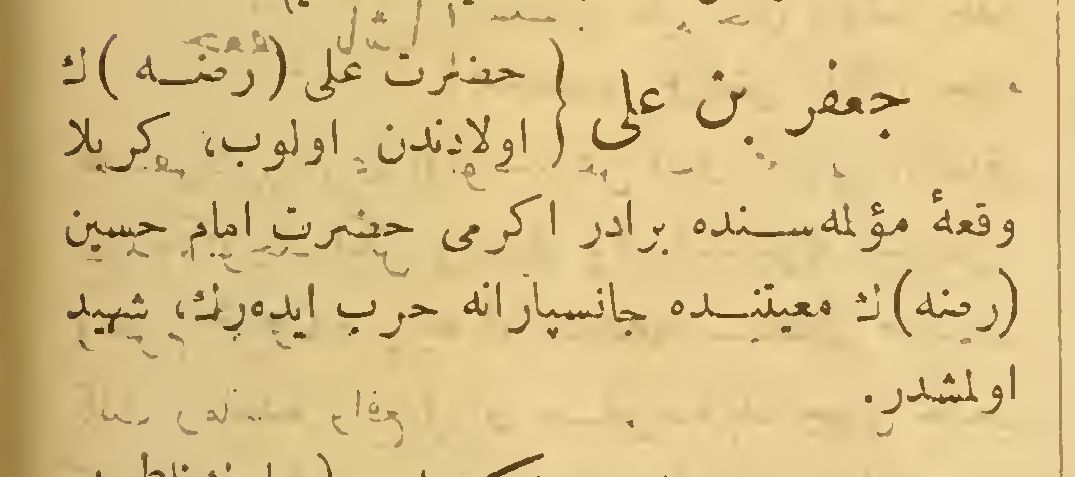 جعفر بن علی { حضرت علی (رضه) ڭ
اولادندن اولوب، کربلا
وقعهٔ مؤلمه‌سنده برادر اکرمی حضرت امام حسین
(رضه) ڭ معیتنده جانسپارانه حرب ایده‌رك، شهید
اولمشدر.